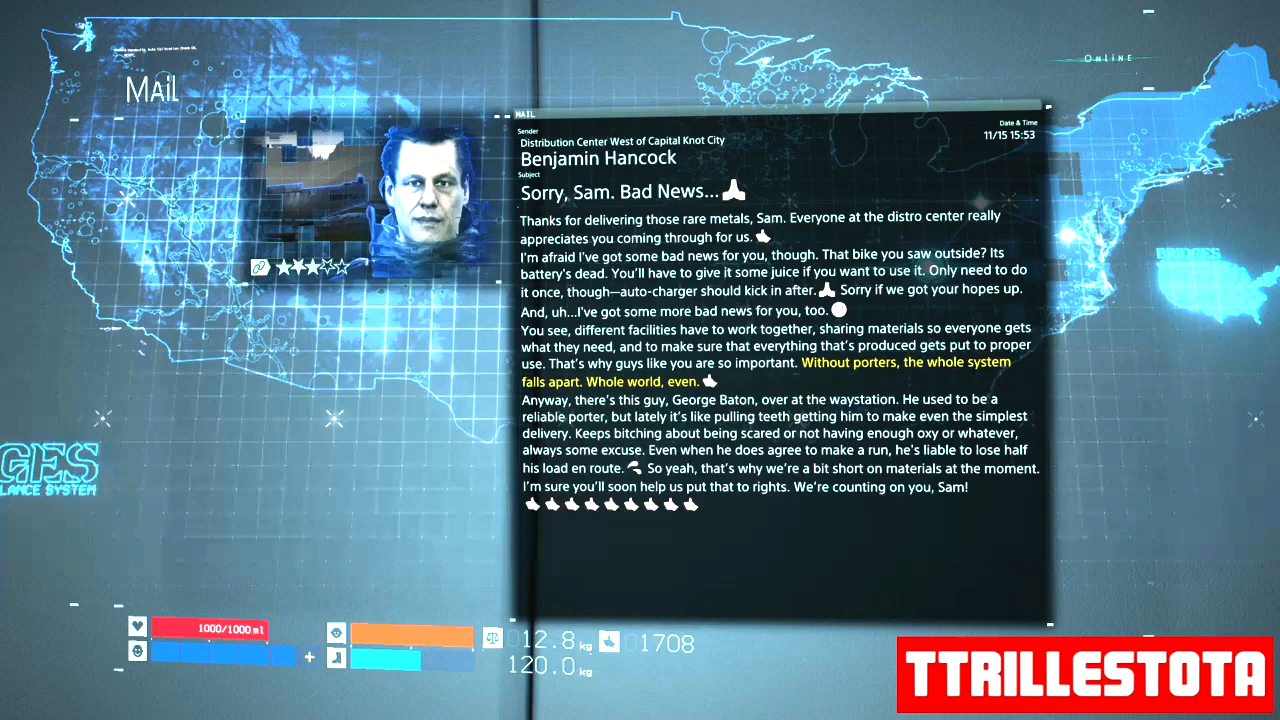 MAiL
ONLINE
MAIL
Sender
Date & Time
Distribution Center West of Capital Knot City
11/15 15:53
Benjamin Hancock
Subject
Sorry, Sam. Bad News...
Thanks for delivering those rare metals, Sam. Everyone at the distro center really
appreciates you coming through for us.
I'm afraid I've got some bad news for you, though. That bike you saw outside? Its
battery's dead. You'll have to give it some juice if you want to use it. Only need to do
it once, though—auto-charger should kick in after. Sorry if we got your hopes up.
And, uh...I've got some more bad news for you, too.
You see, different facilities have to work together, sharing materials so everyone gets
what they need, and to make sure that everything that's produced gets put to proper
use. That's why guys like you are so important. Without porters, the whole system
falls apart. Whole world, even.
Anyway, there's this guy, George Baton, over at the waystation. He used to be a
reliable porter, but lately it's like pulling teeth getting him to make even the simplest
delivery. Keeps bitching about being scared or not having enough oxy or whatever,
always some excuse. Even when he does agree to make a run, he's liable to lose half
his load en route. So yeah, that's why we're a bit short on materials at the moment.
I'm sure you'll soon help us put that to rights. We're counting on you, Sam!
BRIDGES
GES
LANCE SYSTEM
1000/1000 ml
012.8 kg
01708
+
120.0 kg
TTRILLESTOTA